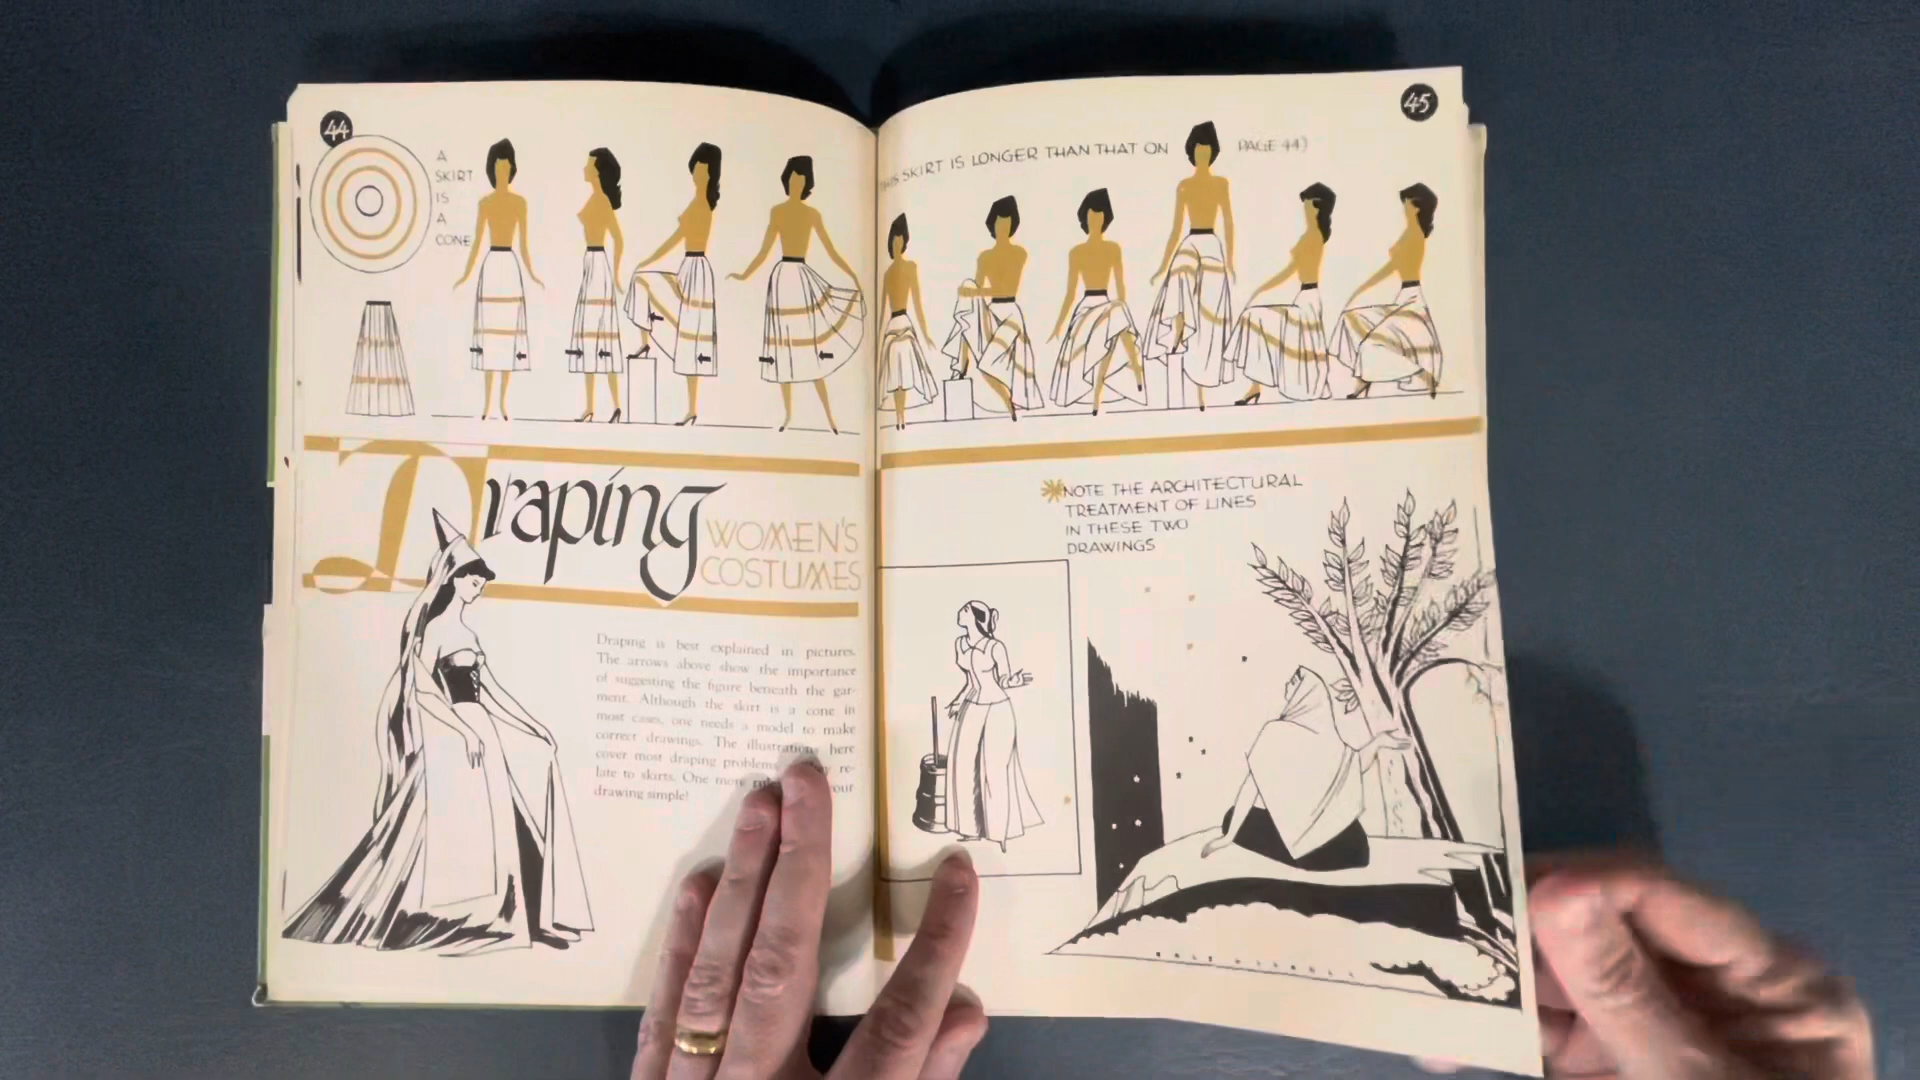 44
A
SKIRT
IS
A
CONE
Draping
WOMEN'S
COSTUMES
Draping is best explained in pictures.
The arrows above show the importance
of suggesting the figure beneath the gar-
ment. Although the skirt is a cone in
most cases, one needs a model to make
correct drawings. The illustrations here
cover most draping problems re-
late to skirts. One more your
drawing simple!
45
SKIRT IS LONGER THAN THAT ON PAGE 44)
NOTE THE ARCHITECTURAL
TREATMENT OF LINES
IN THESE TWO
DRAWINGS